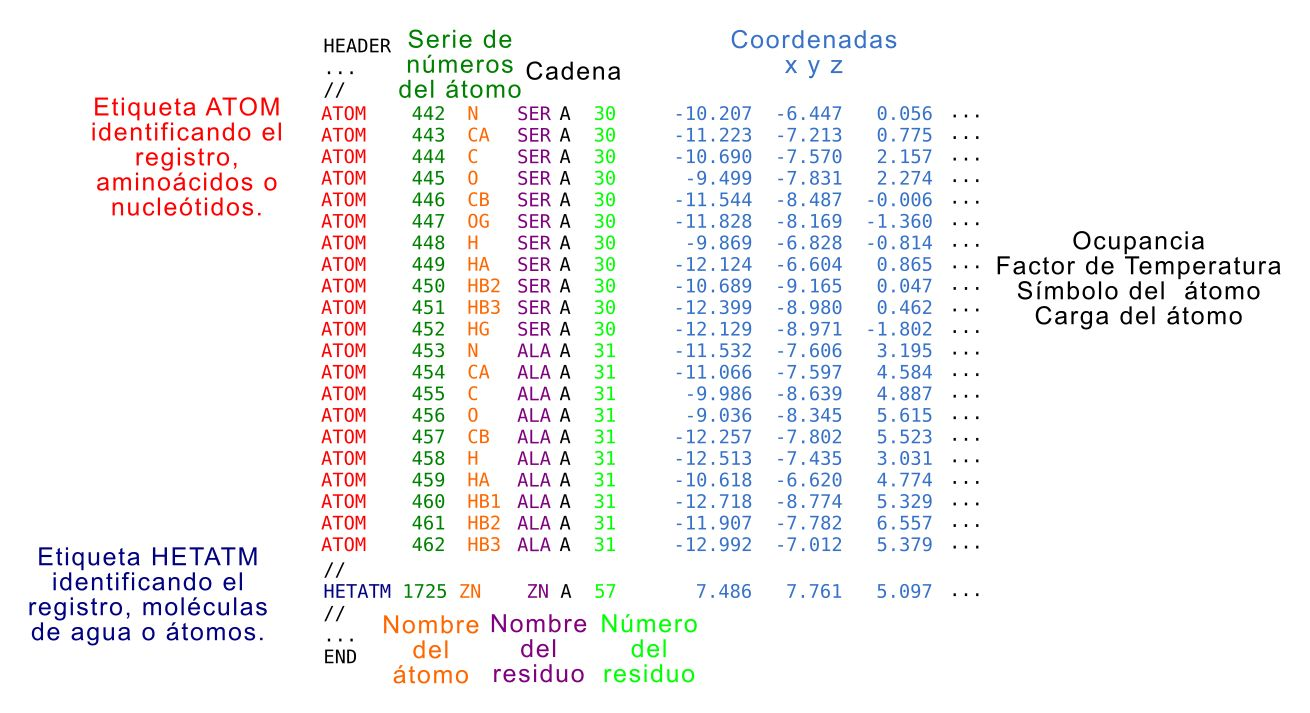 HEADER
...
//
Serie de
números
del átomo
Cadena
Coordenadas
x y z
Etiqueta ATOM
identificando el
registro,
aminoácidos o
nucleótidos.
ATOM 442 N SER A 30 -10.207 -6.447 0.056 ...
ATOM 443 CA SER A 30 -11.223 -7.213 0.775 ...
ATOM 444 C SER A 30 -10.690 -7.570 2.157 ...
ATOM 445 O SER A 30 -9.499 -7.831 2.274 ...
ATOM 446 CB SER A 30 -11.544 -8.487 -0.006 ...
ATOM 447 OG SER A 30 -11.828 -8.169 -1.360 ...
ATOM 448 H SER A 30 -9.869 -6.828 -0.814 ...
ATOM 449 HA SER A 30 -12.124 -6.604 0.865 ...
ATOM 450 HB2 SER A 30 -10.689 -9.165 0.047 ...
ATOM 451 HB3 SER A 30 -12.399 -8.980 0.462 ...
ATOM 452 HG SER A 30 -12.129 -8.971 -1.802 ...
ATOM 453 N ALA A 31 -11.532 -7.606 3.195 ...
ATOM 454 CA ALA A 31 -11.066 -7.597 4.584 ...
ATOM 455 C ALA A 31 -9.986 -8.639 4.887 ...
ATOM 456 O ALA A 31 -9.036 -8.345 5.615 ...
ATOM 457 CB ALA A 31 -12.257 -7.802 5.523 ...
ATOM 458 H ALA A 31 -12.513 -7.435 3.031 ...
ATOM 459 HA ALA A 31 -10.618 -6.620 4.774 ...
ATOM 460 HB1 ALA A 31 -12.718 -8.774 5.329 ...
ATOM 461 HB2 ALA A 31 -11.907 -7.782 6.557 ...
ATOM 462 HB3 ALA A 31 -12.992 -7.012 5.379 ...
Ocupancia
Factor de Temperatura
Símbolo del átomo
Carga del átomo
Etiqueta HETATM
identificando el
registro, moléculas
de agua o átomos.
//
HETATM 1725 ZN ZN A 57 7.486 7.761 5.097 ...
//
...
END
Nombre
del
átomo
Nombre
del
residuo
Número
del
residuo